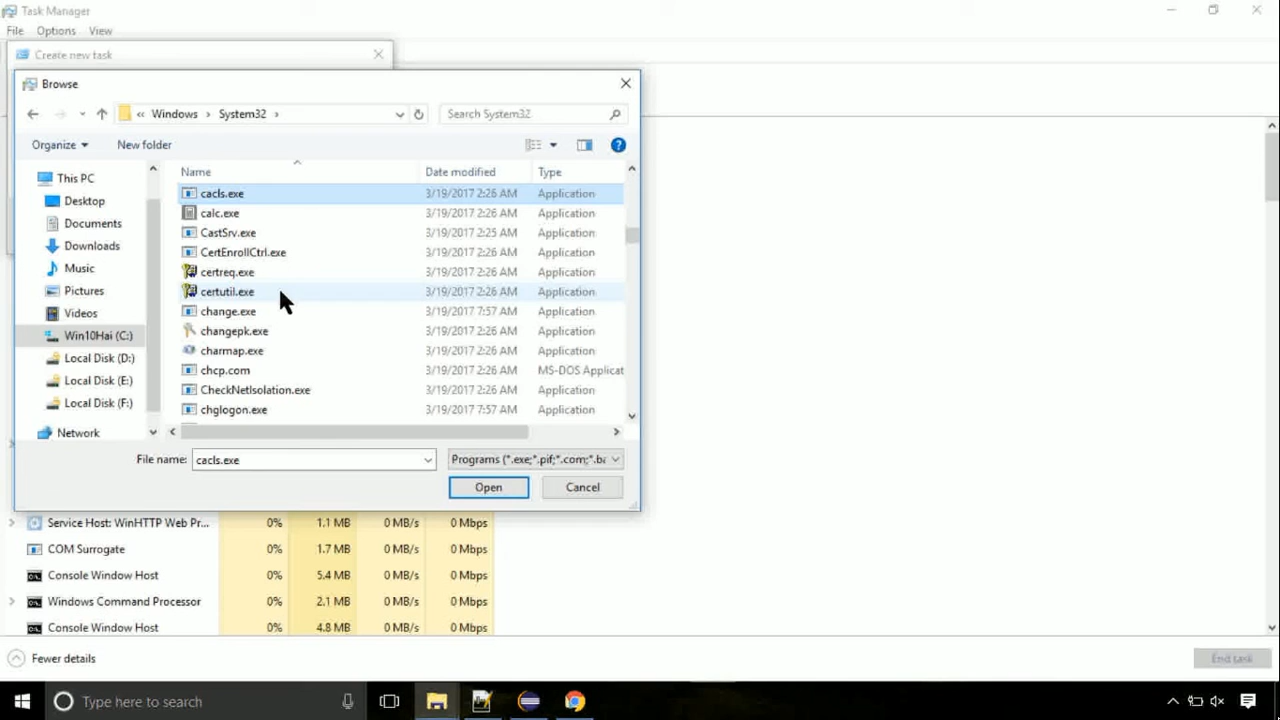 Task Manager
File Options View
Create new task
Browse
« Windows › System32 ›
Search System32
Organize New folder
Name Date modified Type
This PC
Desktop
Documents
Downloads
Music
Pictures
Videos
Win10Hai (C:)
Local Disk (D:)
Local Disk (E:)
Local Disk (F:)
Network
cacls.exe 3/19/2017 2:26 AM Application
calc.exe 3/19/2017 2:26 AM Application
CastSrv.exe 3/19/2017 2:25 AM Application
CertEnrollCtrl.exe 3/19/2017 2:26 AM Application
certreq.exe 3/19/2017 2:26 AM Application
certutil.exe 3/19/2017 2:26 AM Application
change.exe 3/19/2017 7:57 AM Application
changepk.exe 3/19/2017 2:26 AM Application
charmap.exe 3/19/2017 2:26 AM Application
chcp.com 3/19/2017 2:26 AM MS-DOS Applicat
CheckNetIsolation.exe 3/19/2017 2:26 AM Application
chglogon.exe 3/19/2017 7:57 AM Application
File name: cacls.exe Programs (*.exe;*.pif;*.com;*.ba
Open Cancel
Service Host: WinHTTP Web Pr... 0% 1.1 MB 0 MB/s 0 Mbps
COM Surrogate 0% 1.7 MB 0 MB/s 0 Mbps
Console Window Host 0% 5.4 MB 0 MB/s 0 Mbps
Windows Command Processor 0% 2.1 MB 0 MB/s 0 Mbps
Console Window Host 0% 4.8 MB 0 MB/s 0 Mbps
Fewer details End task
Type here to search